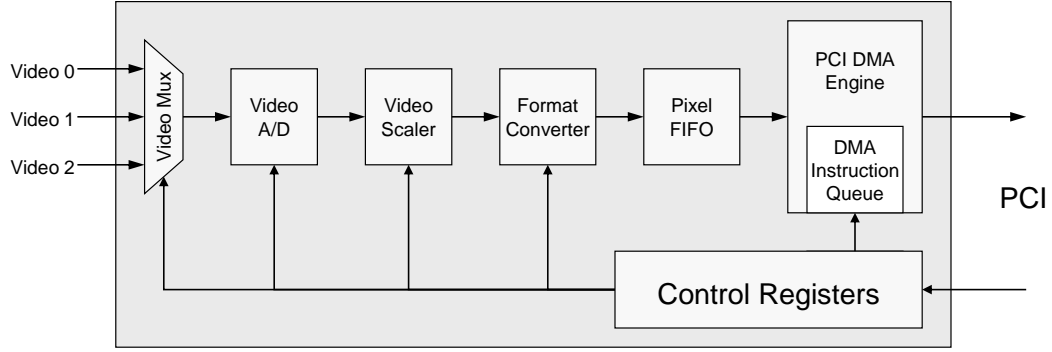 Video 0
Video 1
Video 2
Video Mux
Video
A/D
Video
Scaler
Format
Converter
Pixel
FIFO
PCI DMA
Engine
DMA
Instruction
Queue
PCI
Control Registers